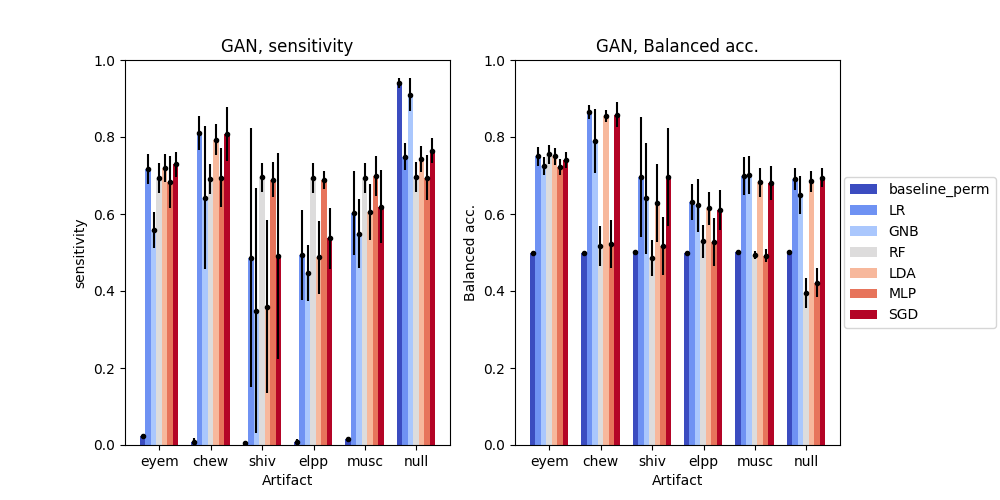 GAN, sensitivity
1.0
0.8
0.6
0.4
0.2
0.0
sensitivity
eyem chew shiv elpp musc null
Artifact
GAN, Balanced acc.
1.0
0.8
0.6
0.4
0.2
0.0
Balanced acc.
eyem chew shiv elpp musc null
Artifact
baseline_perm
LR
GNB
RF
LDA
MLP
SGD